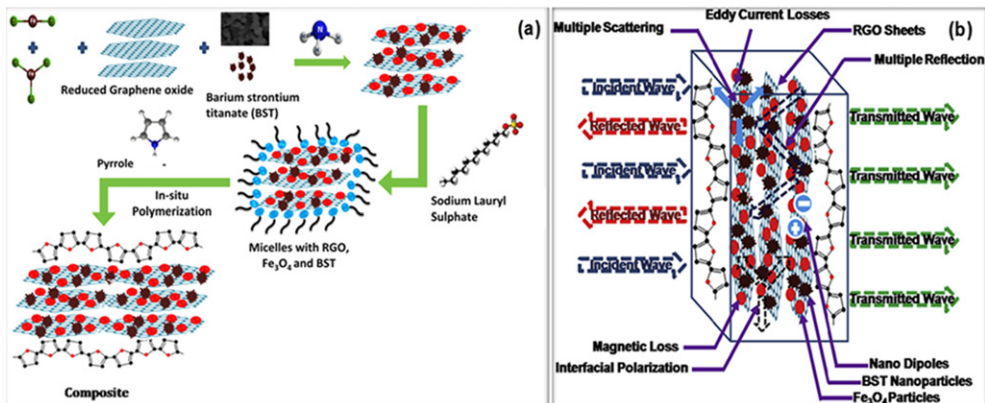 (a)
Fe
Fe
N
Reduced Graphene oxide
Barium strontium
titanate (BST)
Pyrrole
In-situ
Polymerization
Sodium Lauryl
Sulphate
Micelles with RGO,
Fe3O4 and BST
Composite
(b)
Eddy Current Losses
Multiple Scattering
RGO Sheets
Multiple Reflection
Incident Wave
Reflected Wave
Incident Wave
Reflected Wave
Incident Wave
Transmitted Wave
Transmitted Wave
Transmitted Wave
Transmitted Wave
Magnetic Loss
Interfacial Polarization
Nano Dipoles
BST Nanoparticles
Fe3O4 Particles